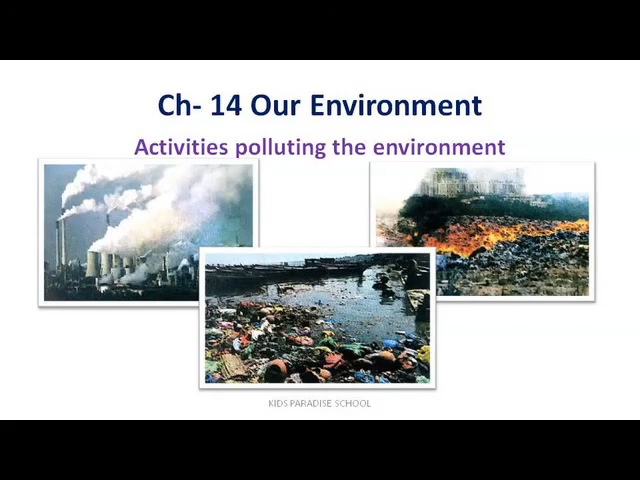 Ch- 14 Our Environment
Activities polluting the environment
KIDS PARADISE SCHOOL